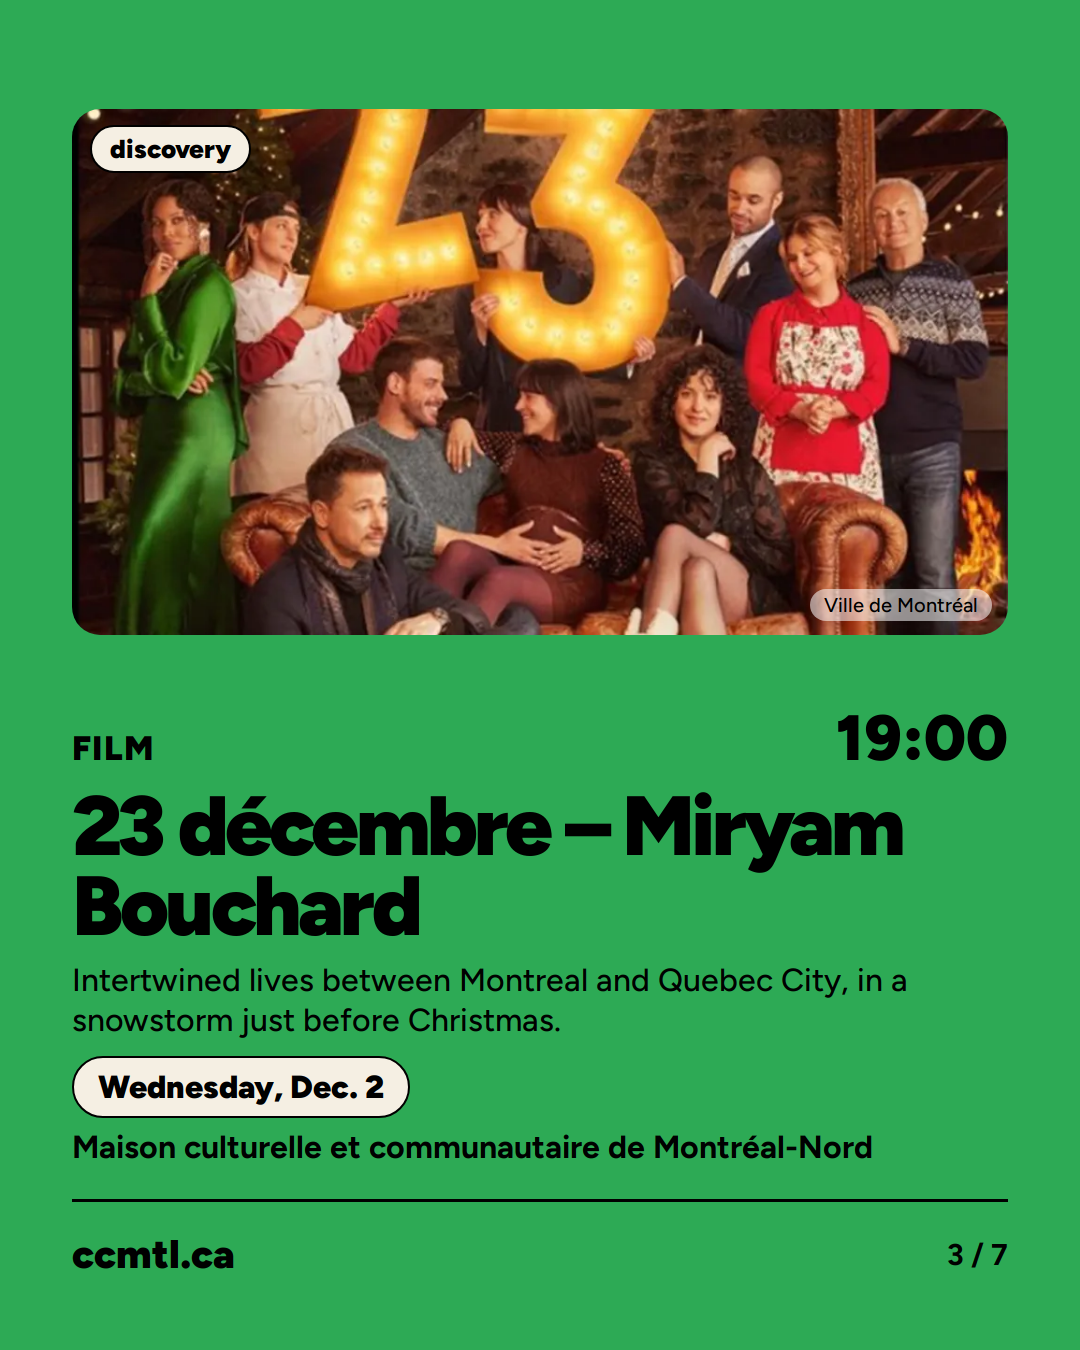 discovery
23
Ville de Montréal
FILM
19:00
23 décembre – Miryam
Bouchard
Intertwined lives between Montreal and Quebec City, in a
snowstorm just before Christmas.
Wednesday, Dec. 2
Maison culturelle et communautaire de Montréal-Nord
ccmtl.ca
3 / 7